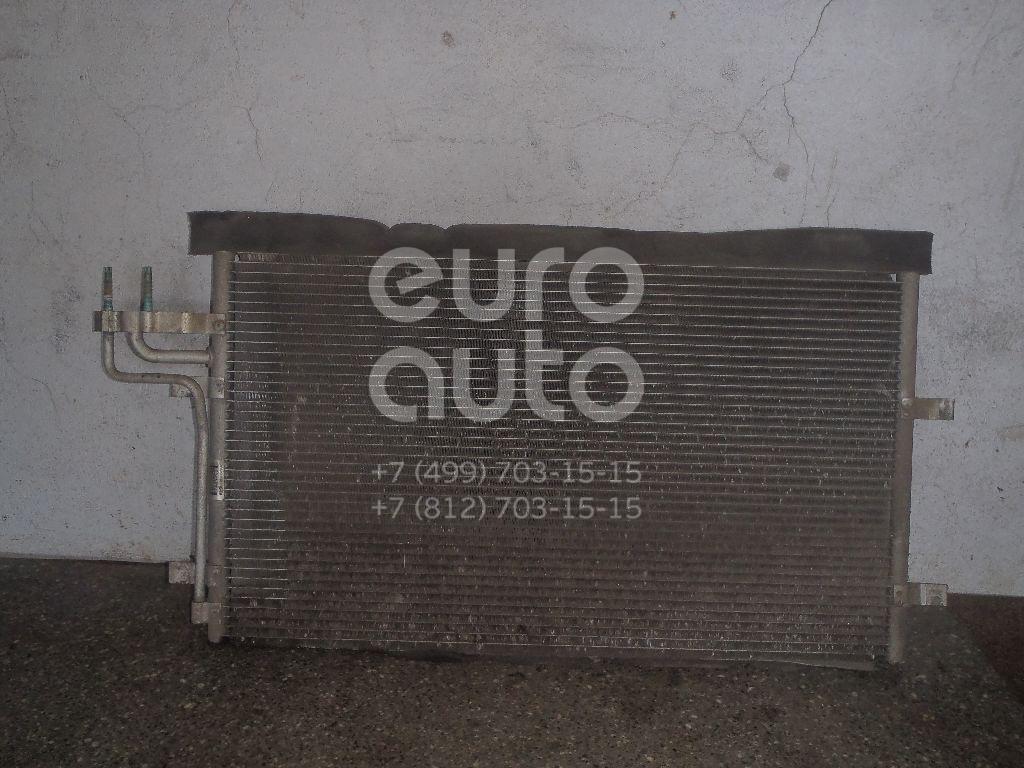 euro
auto
+7 (499) 703-15-15
+7 (812) 703-15-15